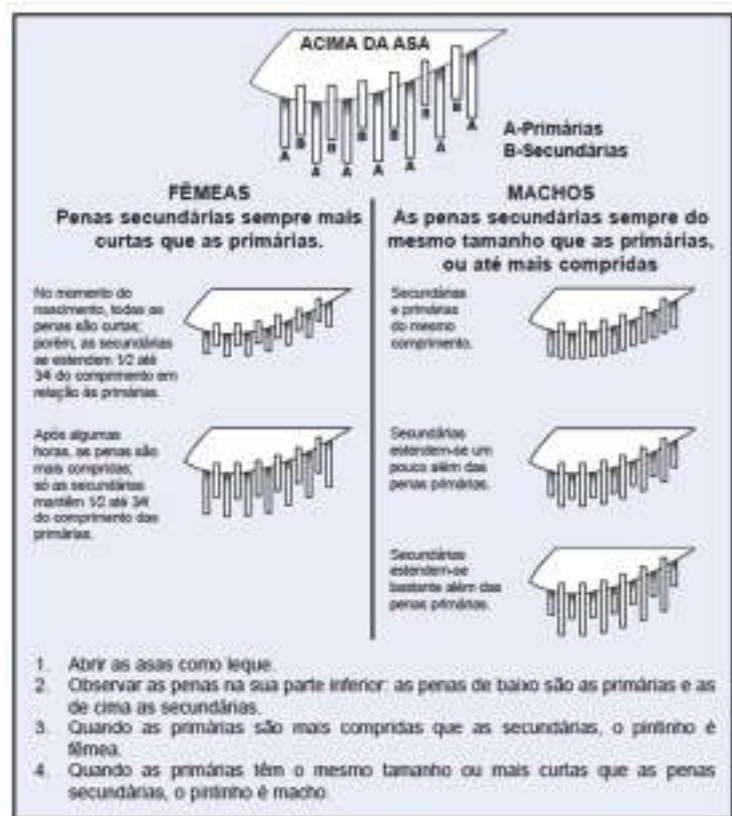 ACIMA DA ASA
B
B
B
B
B
A
A
A
A
A
A
A
A-Primárias
B-Secundárias
FÊMEAS
Penas secundárias sempre mais
curtas que as primárias.
No momento do
nascimento, todas as
penas são curtas;
porém, as secundárias
se estendem 1/2 até
3/4 do comprimento em
relação às primárias.
Após algumas
horas, as penas são
mais compridas;
só as secundárias
mantêm 1/2 até 3/4
do comprimento das
primárias.
MACHOS
As penas secundárias sempre do
mesmo tamanho que as primárias,
ou até mais compridas
Secundárias
e primárias
do mesmo
comprimento.
Secundárias
estendem-se um
pouco além das
penas primárias.
Secundárias
estendem-se
bastante além das
penas primárias.
1. Abrir as asas como leque.
2. Observar as penas na sua parte inferior: as penas de baixo são as primárias e as
de cima as secundárias.
3. Quando as primárias são mais compridas que as secundárias, o pintinho é
fêmea.
4. Quando as primárias têm o mesmo tamanho ou mais curtas que as penas
secundárias, o pintinho é macho.